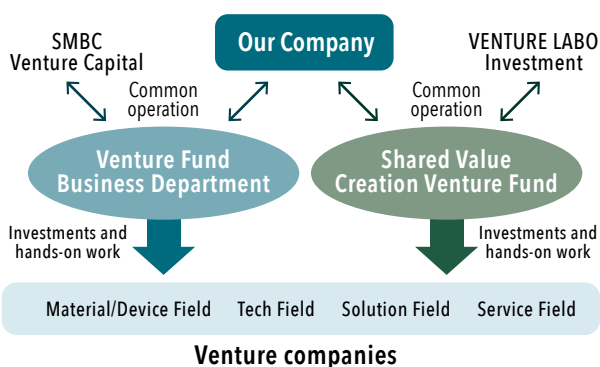 SMBC
Venture Capital
Our Company
VENTURE LABO
Investment
Common
operation
Common
operation
Venture Fund
Business Department
Shared Value
Creation Venture Fund
Investments and
hands-on work
Investments and
hands-on work
Material/Device Field Tech Field Solution Field Service Field
Venture companies